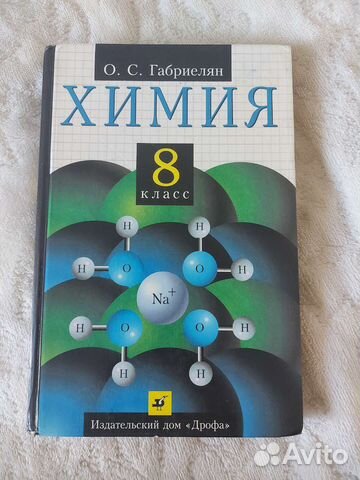 О. С. Габриелян
ХИМИЯ
8
класс
H H
H O O H
Na+
H O O H
H H
Издательский дом «Дрофа»
Avito